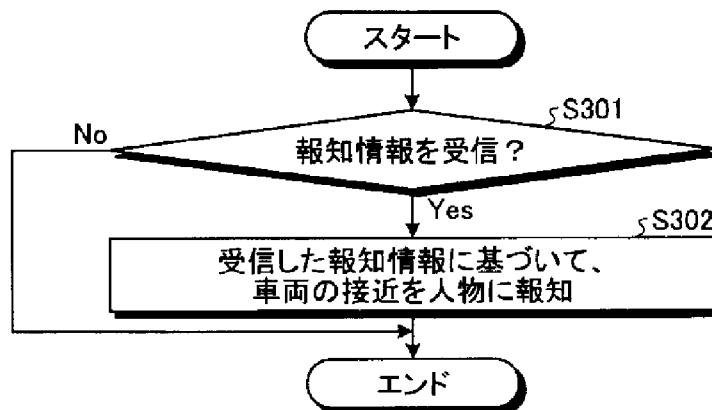 スタート
S301
報知情報を受信？
No
Yes
S302
受信した報知情報に基づいて、
車両の接近を人物に報知
エンド